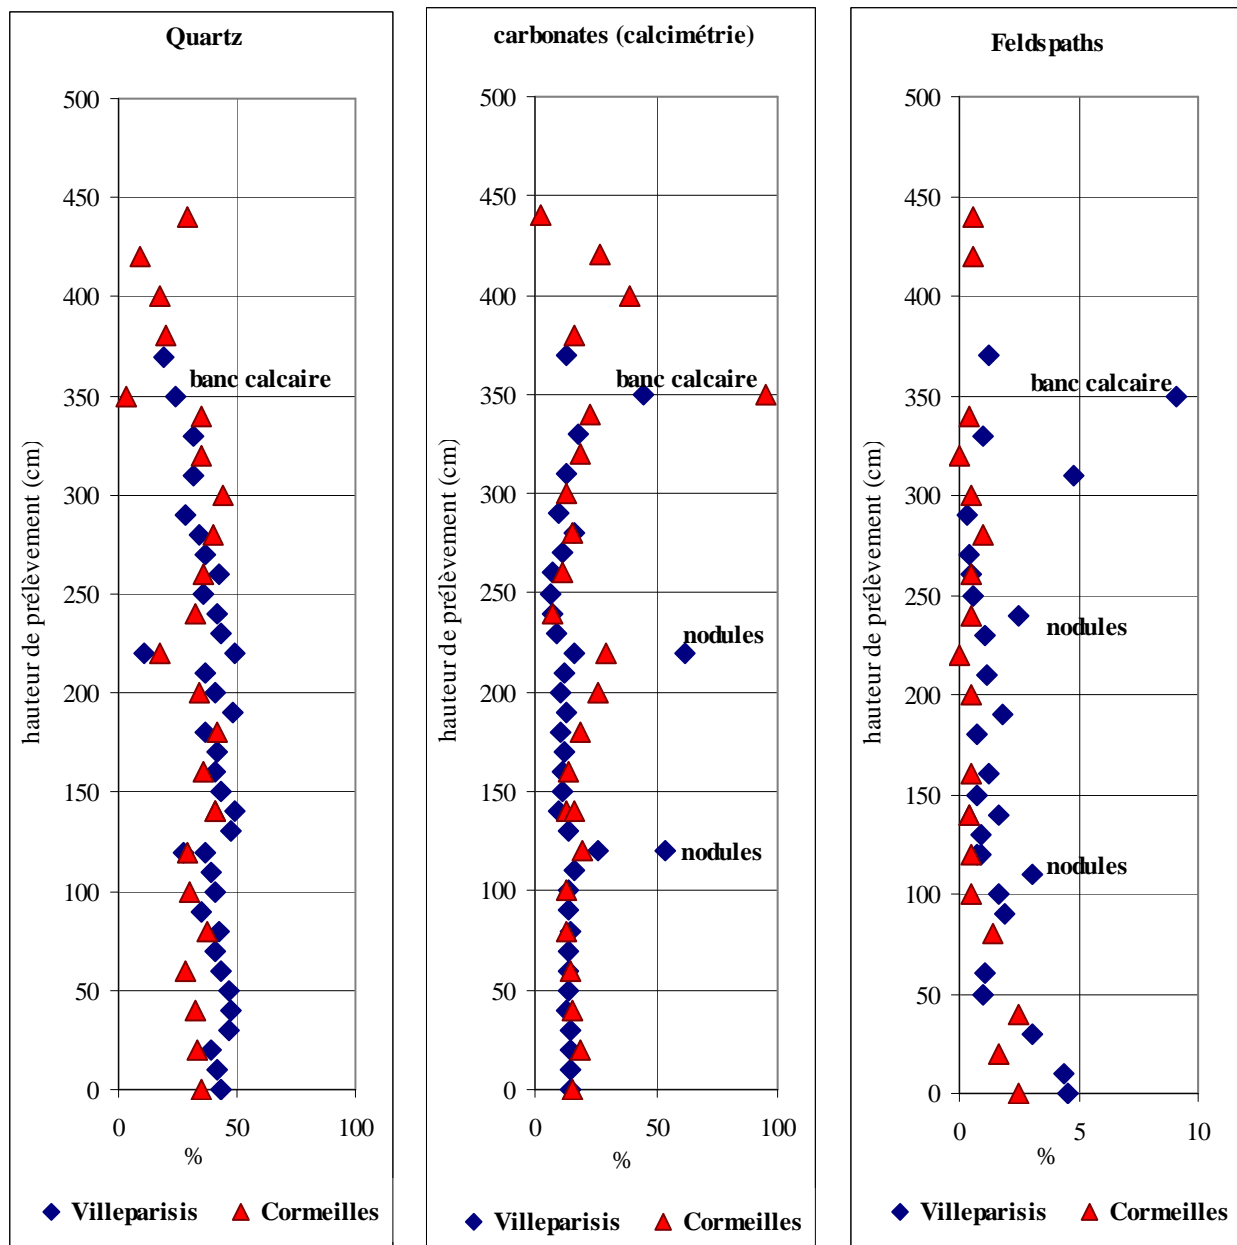 Quartz
500
450
400
350
300
250
200
150
100
50
0
hauteur de prélèvement (cm)
banc calcaire
0 50 100
%
Villeparisis Cormeilles
carbonates (calcimétrie)
500
450
400
350
300
250
200
150
100
50
0
hauteur de prélèvement (cm)
banc calcaire
nodules
nodules
0 50 100
%
Villeparisis Cormeilles
Feldspaths
500
450
400
350
300
250
200
150
100
50
0
hauteur de prélèvement (cm)
banc calcaire
nodules
nodules
0 5 10
%
Villeparisis Cormeilles